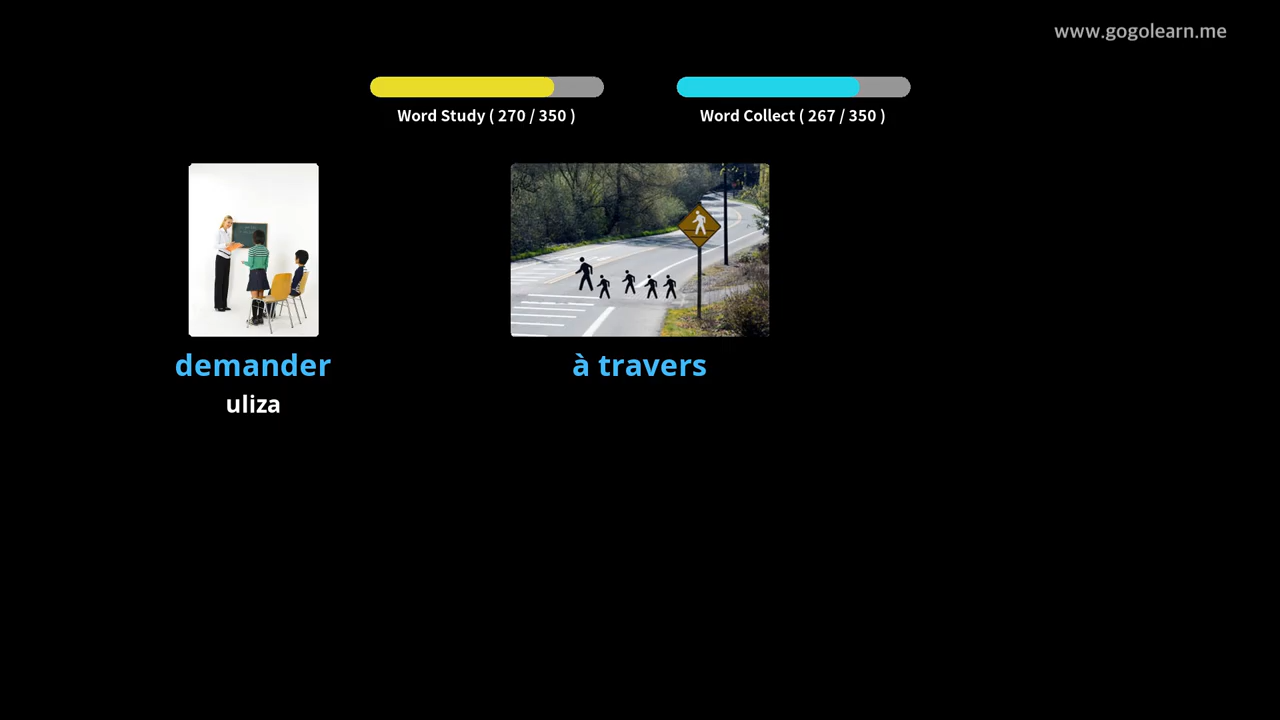 www.gogolearn.me
Word Study ( 270 / 350 )
Word Collect ( 267 / 350 )
demander
à travers
uliza